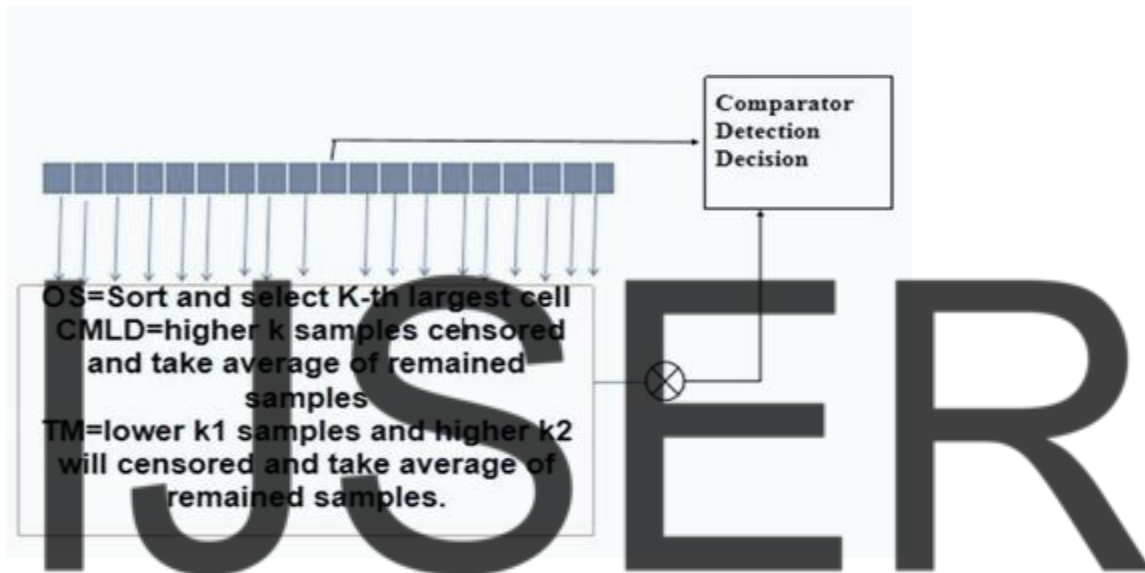 Comparator
Detection
Decision
OS=Sort and select K-th largest cell
CMLD=higher k samples censored
and take average of remained
samples
TM=lower k1 samples and higher k2
will censored and take average of
remained samples.
IJSER